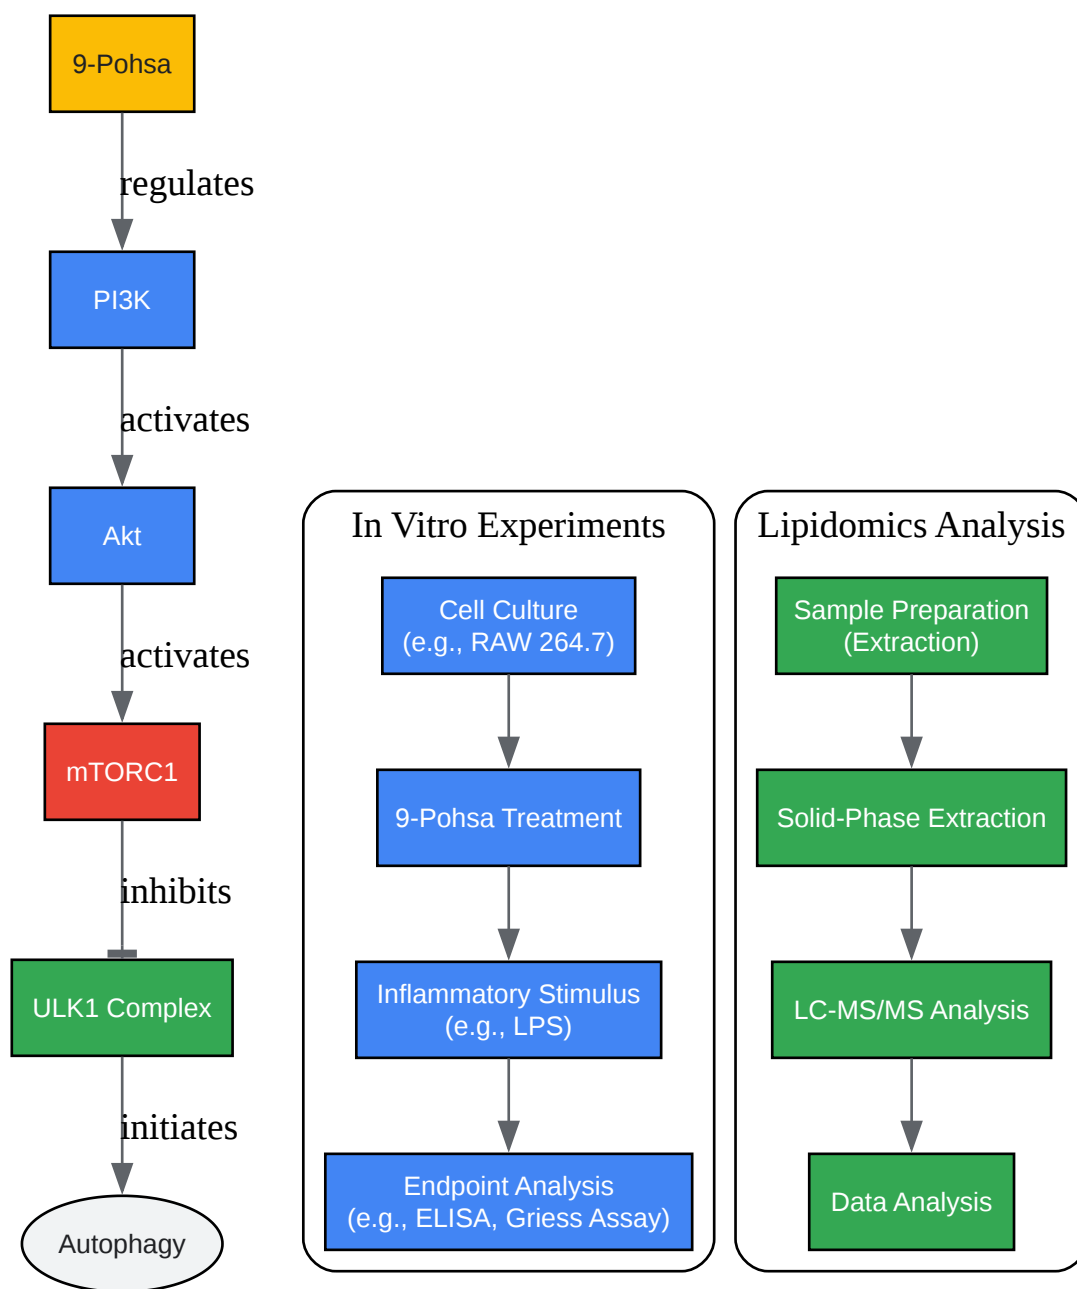 9-Pohsa
regulates
PI3K
activates
Akt
activates
mTORC1
inhibits
ULK1 Complex
initiates
Autophagy
In Vitro Experiments
Cell Culture
(e.g., RAW 264.7)
9-Pohsa Treatment
Inflammatory Stimulus
(e.g., LPS)
Endpoint Analysis
(e.g., ELISA, Griess Assay)
Lipidomics Analysis
Sample Preparation
(Extraction)
Solid-Phase Extraction
LC-MS/MS Analysis
Data Analysis